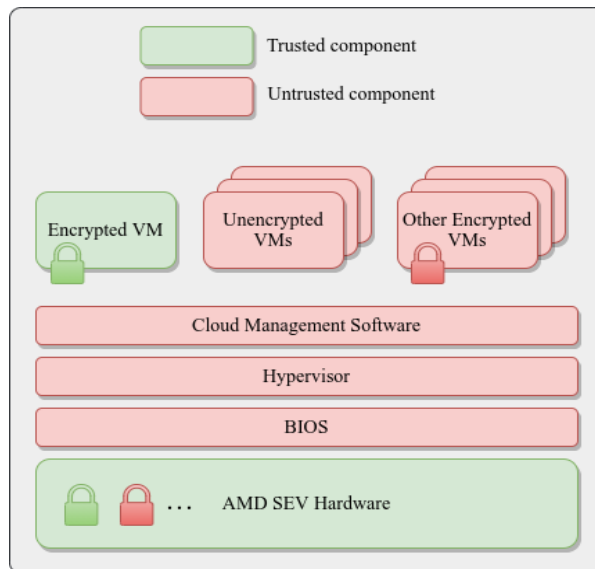 Trusted component
Untrusted component
Encrypted VM
Unencrypted
VMs
Other Encrypted
VMs
Cloud Management Software
Hypervisor
BIOS
... AMD SEV Hardware